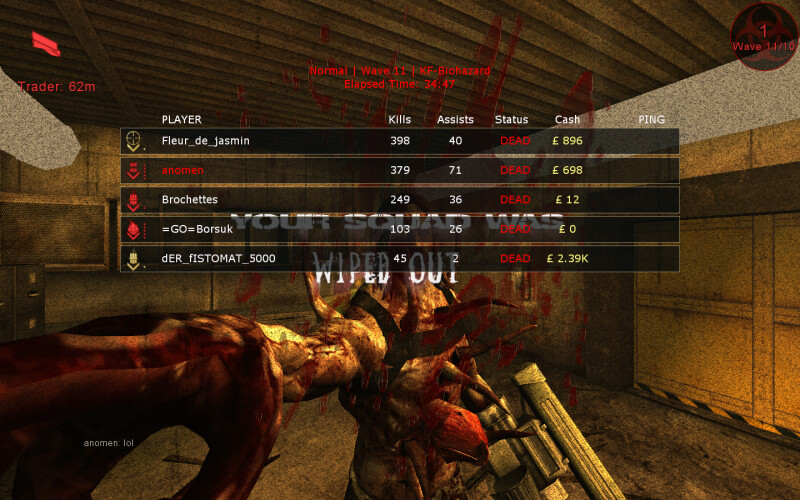 1
Wave 11/10
Trader: 62m
Normal | Wave 11 | KF-Biohazard
Elapsed Time: 34:47
PLAYER Kills Assists Status Cash PING
Fleur_de_jasmin 398 40 DEAD £ 896
anomen 379 71 DEAD £ 698
Brochettes 249 36 DEAD £ 12
=GO=Borsuk 103 26 DEAD £ 0
dER_fISTOMAT_5000 45 2 DEAD £ 2.39K
YOUR SQUAD WAS
WIPED OUT
anomen: lol